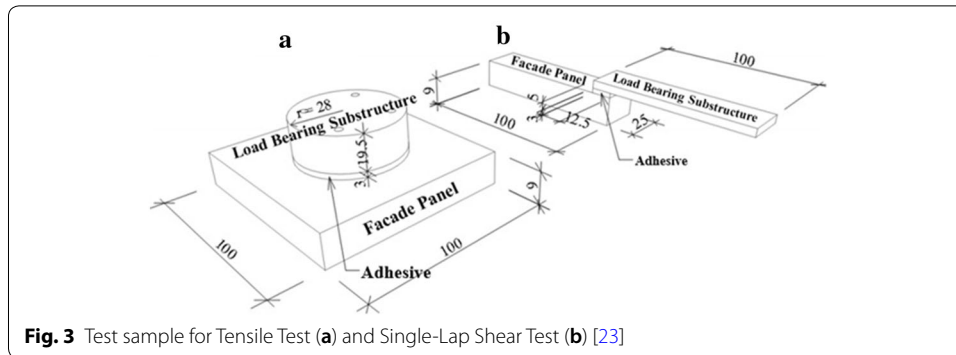 a
b
r= 28
Load Bearing Substructure
19.5
3
Facade Panel
9
100
100
Adhesive
Facade Panel
Load Bearing Substructure
100
9
5
3
12.5
25
100
Adhesive
Fig. 3 Test sample for Tensile Test (a) and Single-Lap Shear Test (b) [23]